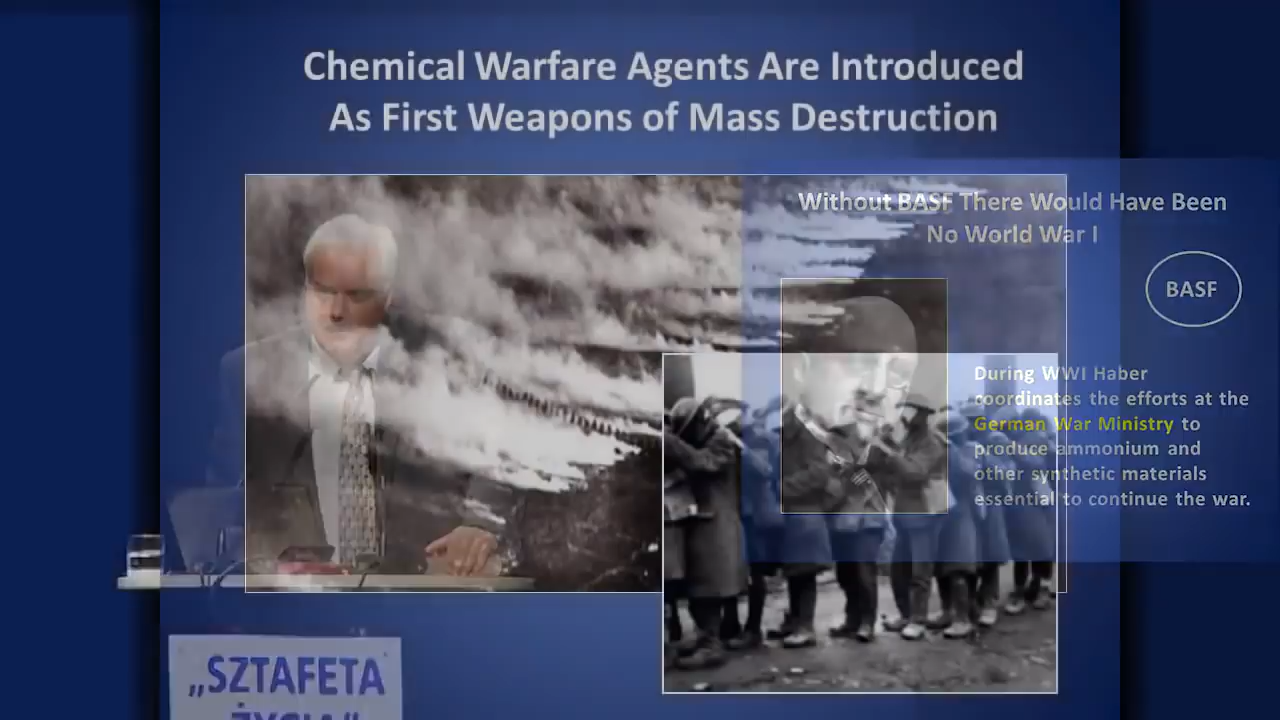 Chemical Warfare Agents Are Introduced
As First Weapons of Mass Destruction
Without BASF There Would Have Been
No World War I
BASF
During WWI Haber
coordinates the efforts at the
German War Ministry to
produce ammonium and
other synthetic materials
essential to continue the war.
„SZTAFETA
ŻYCIA”